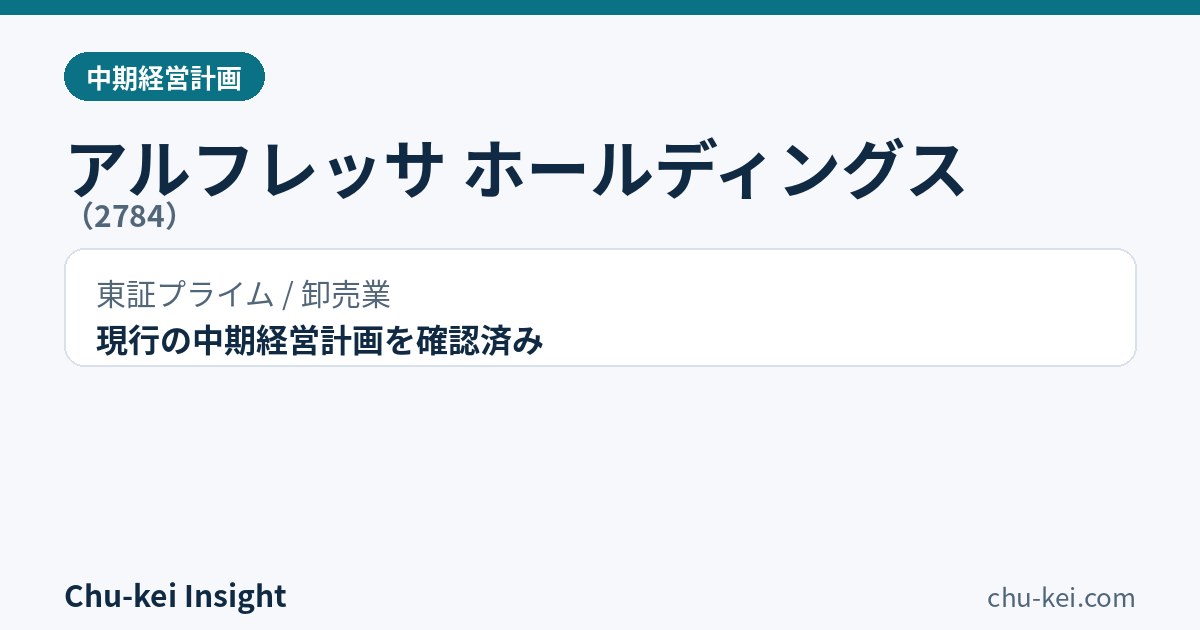 中期経営計画
アルフレッサ ホールディングス
（2784）
東証プライム / 卸売業
現行の中期経営計画を確認済み
Chu-kei Insight
chu-kei.com